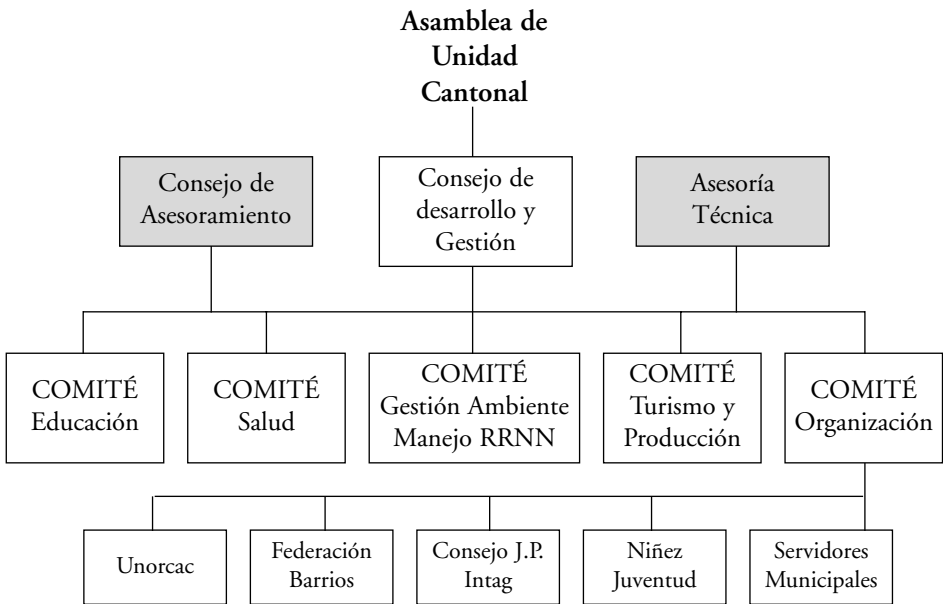 Asamblea de
Unidad
Cantonal
Consejo de
Asesoramiento
Consejo de
desarrollo y
Gestión
Asesoría
Técnica
COMITÉ
Educación
COMITÉ
Salud
COMITÉ
Gestión Ambiente
Manejo RRNN
COMITÉ
Turismo y
Producción
COMITÉ
Organización
Unorcac
Federación
Barrios
Consejo J.P.
Intag
Niñez
Juventud
Servidores
Municipales